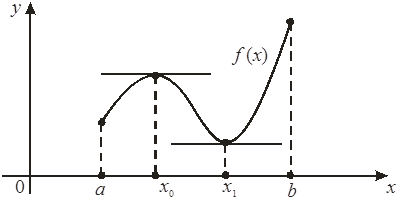 y
f(x)
0 a x₀ x₁ b x